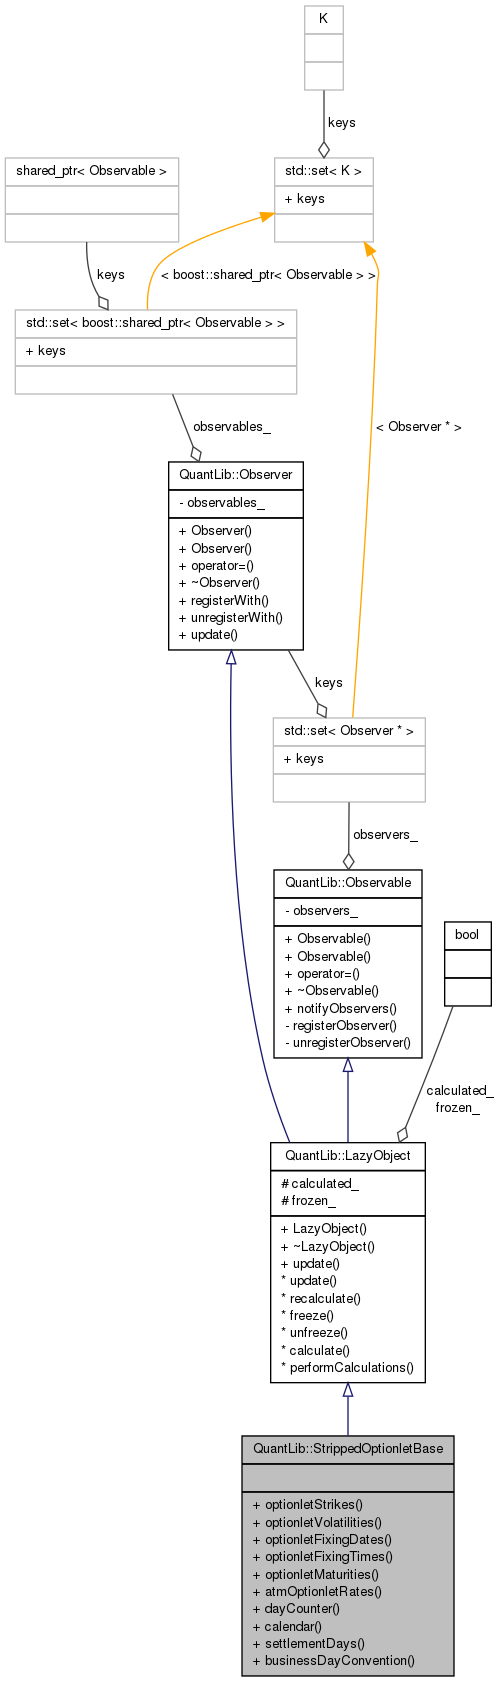 K
keys
shared_ptr< Observable >
std::set< K >
+ keys
keys
< boost::shared_ptr< Observable > >
std::set< boost::shared_ptr< Observable > >
+ keys
observables_
< Observer * >
QuantLib::Observer
- observables_
+ Observer()
+ Observer()
+ operator=()
+ ~Observer()
+ registerWith()
+ unregisterWith()
+ update()
keys
std::set< Observer * >
+ keys
observers_
QuantLib::Observable
- observers_
+ Observable()
+ Observable()
+ operator=()
+ ~Observable()
+ notifyObservers()
- registerObserver()
- unregisterObserver()
bool
calculated_
frozen_
QuantLib::LazyObject
# calculated_
# frozen_
+ LazyObject()
+ ~LazyObject()
+ update()
* update()
* recalculate()
* freeze()
* unfreeze()
* calculate()
* performCalculations()
QuantLib::StrippedOptionletBase
+ optionletStrikes()
+ optionletVolatilities()
+ optionletFixingDates()
+ optionletFixingTimes()
+ optionletMaturities()
+ atmOptionletRates()
+ dayCounter()
+ calendar()
+ settlementDays()
+ businessDayConvention()